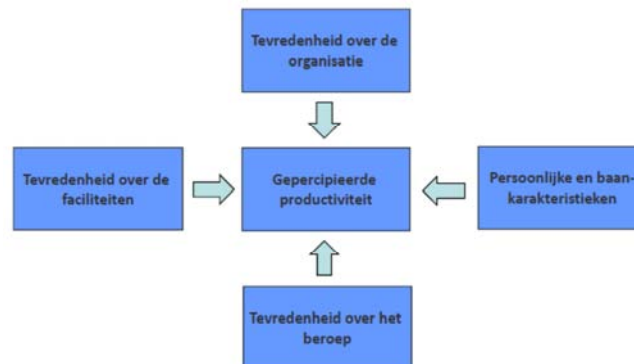 Tevredenheid over de
organisatie
Tevredenheid over de
faciliteiten
Gepercipieerde
productiviteit
Persoonlijke en baan-
karakteristieken
Tevredenheid over het
beroep